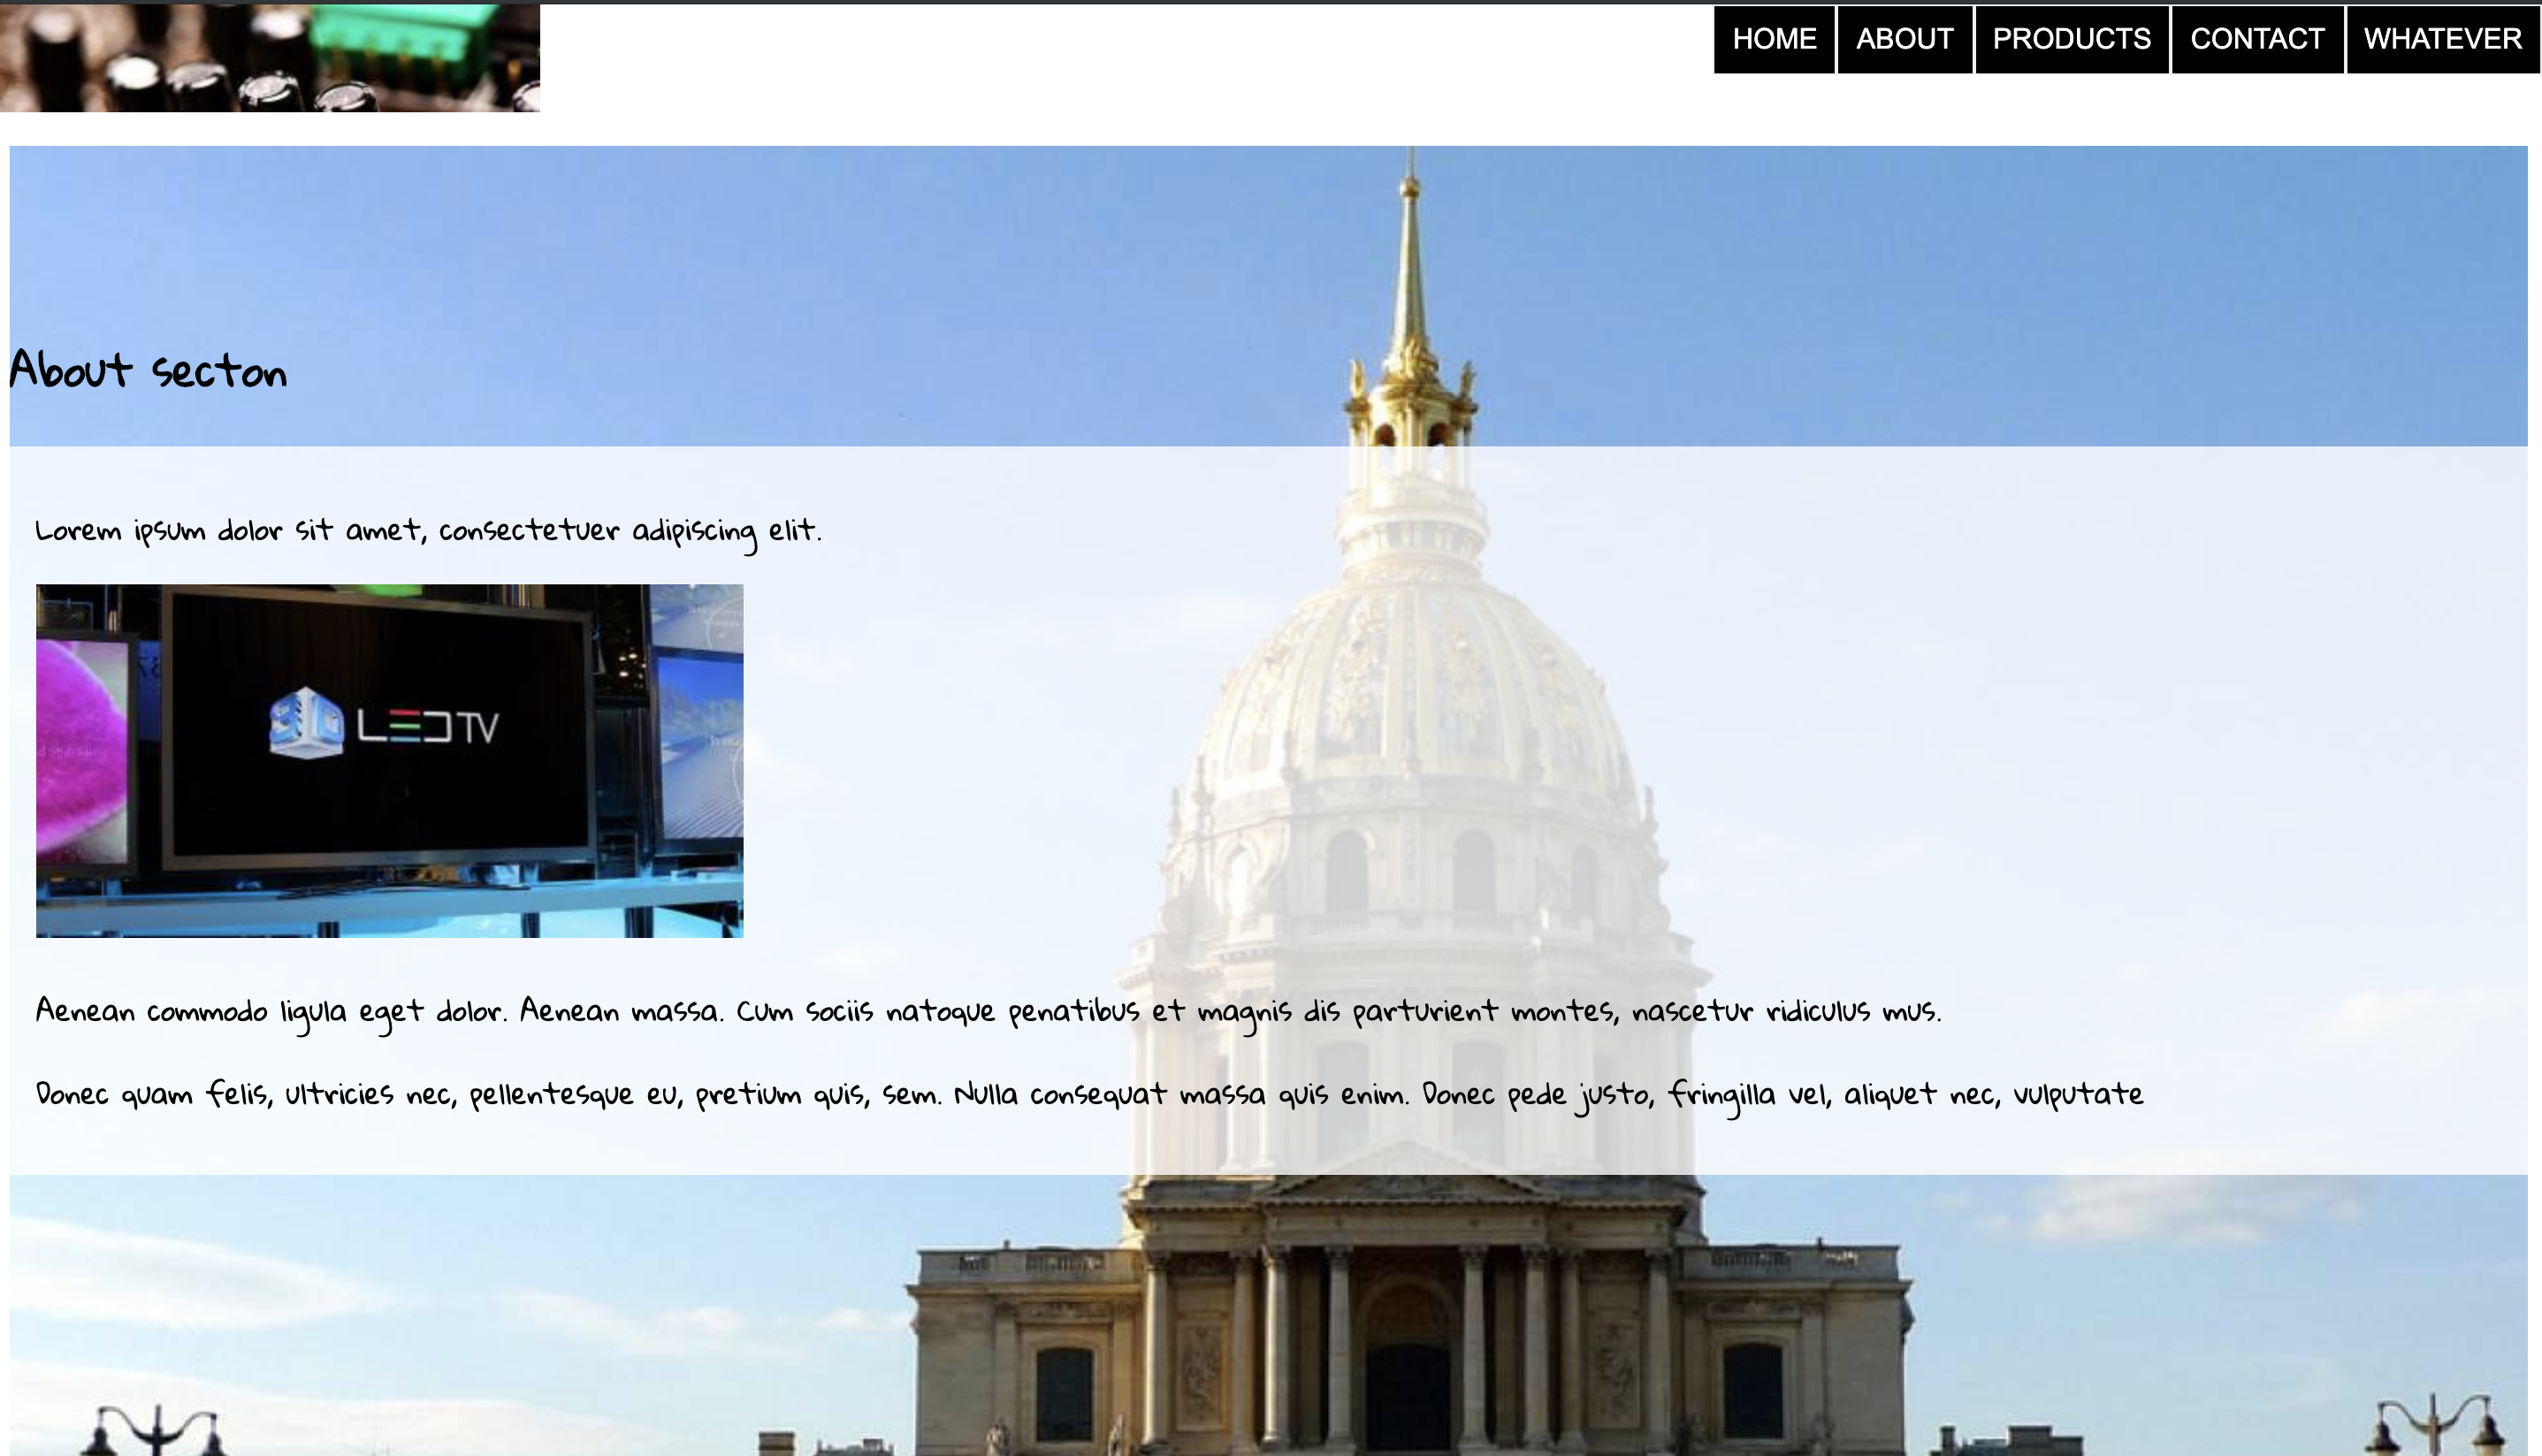 HOME ABOUT PRODUCTS CONTACT WHATEVER
About secton
Lorem ipsum dolor sit amet, consectetuer adipiscing elit.
3D LED TV
Aenean commodo ligula eget dolor. Aenean massa. Cum sociis natoque penatibus et magnis dis parturient montes, nascetur ridiculus mus.
Donec quam felis, ultricies nec, pellentesque eu, pretium quis, sem. Nulla consequat massa quis enim. Donec pede justo, fringilla vel, aliquet nec, vulputate